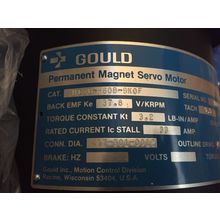 GOULD
Permanent Magnet Servo Motor
CAT. SERIAL NO
BACK EMF Ke 37.8 V/KRPM TACH
TORQUE CONSTANT Kt 3.2 LB-IN/AMP
RATED CURRENT Ic STALL AMP
CONN. DIA. OUTLINE
BRAKE: HZ VOLTS
Gould Inc., Motion Control Division
Racine, Wisconsin 53404, U.S.A.